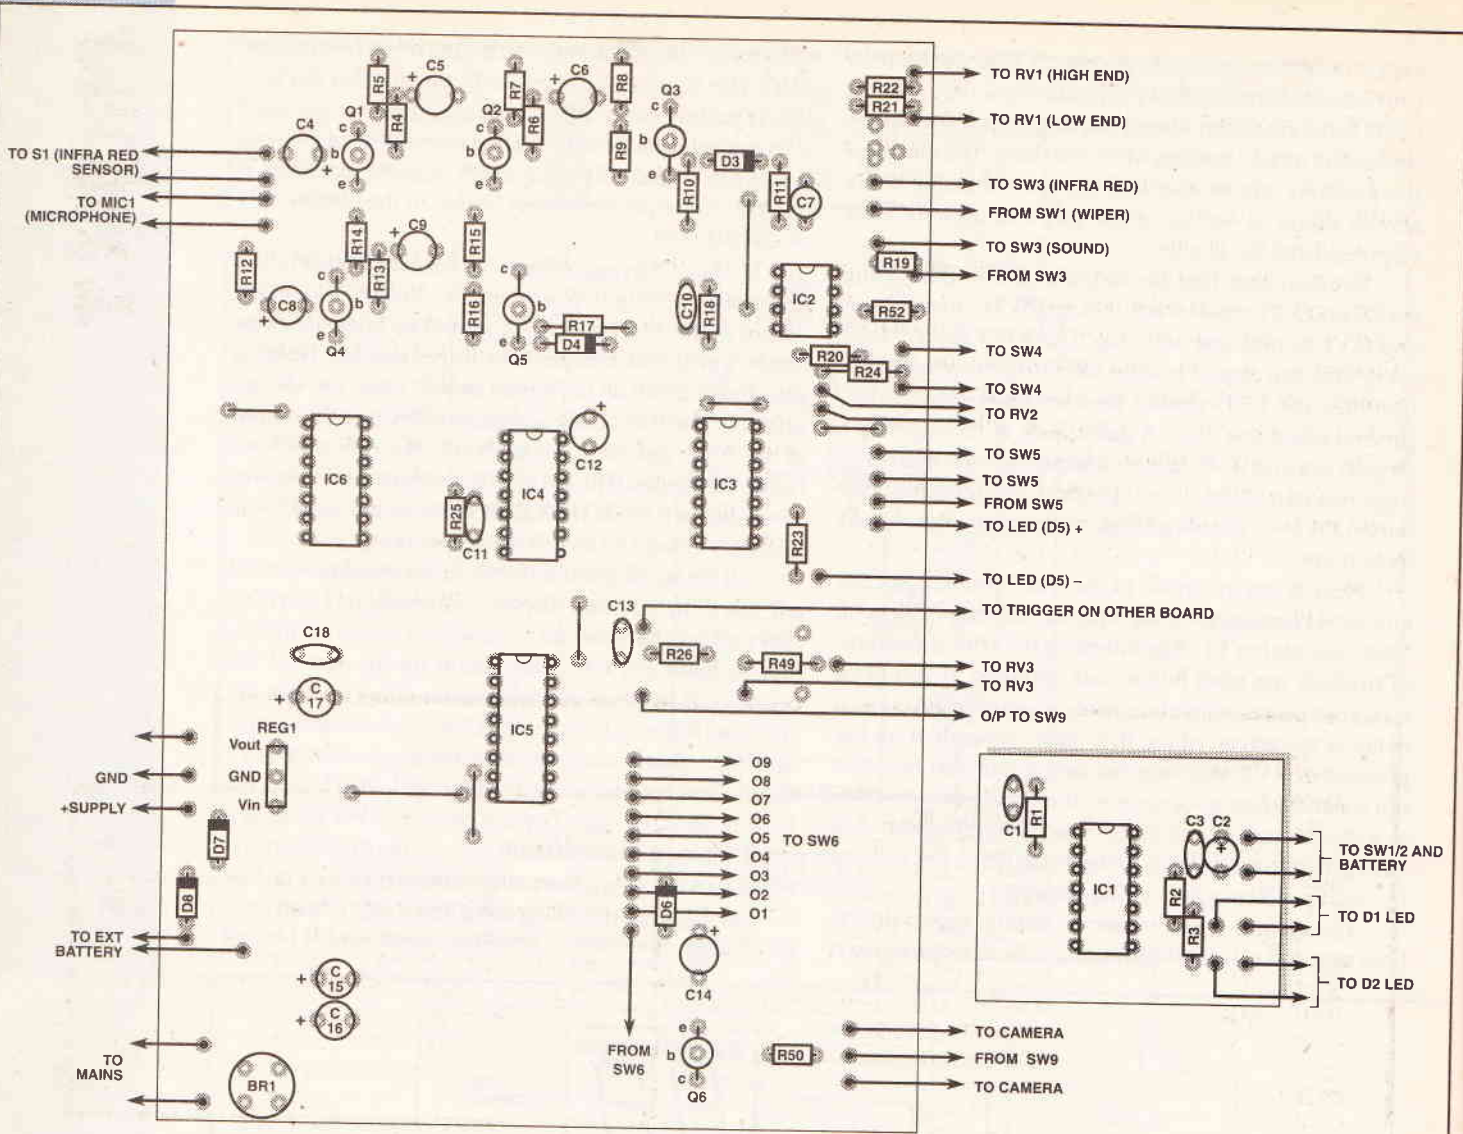 R5
C5
R7
C6
R8
Q3
TO RV1 (HIGH END)
R22
R21
C4
Q1
R4
Q2
R6
c
TO RV1 (LOW END)
c
c
b
b
b
R9
TO S1 (INFRA RED
SENSOR)
D3
+
+
+
e
e
e
R10
R11
C7
TO SW3 (INFRA RED)
TO MIC1
(MICROPHONE)
FROM SW1 (WIPER)
R14
+
C9
R15
TO SW3 (SOUND)
R12
R13
c
c
R19
FROM SW3
C8
+
b
e
Q4
R16
b
e
Q5
R17
D4
C10
R18
IC2
R52
R20
R24
TO SW4
TO SW4
TO RV2
+
C12
IC6
IC4
IC3
TO SW5
TO SW5
FROM SW5
R25
C11
R23
TO LED (D5) +
TO LED (D5) –
C13
TO TRIGGER ON OTHER BOARD
C18
R26
R49
TO RV3
TO RV3
+
C
17
O/P TO SW9
REG1
Vout
GND
Vin
IC5
GND
+SUPPLY
O9
O8
O7
O6
O5
O4
O3
O2
O1
TO SW6
D7
D8
D6
TO EXT
BATTERY
+
C14
+
C
15
+
C
16
FROM
SW6
TO
MAINS
BR1
e
b
c
Q6
R50
TO CAMERA
FROM SW9
TO CAMERA
C1
R1
IC1
C3
C2
+
R2
R3
TO SW1/2 AND
BATTERY
TO D1 LED
TO D2 LED